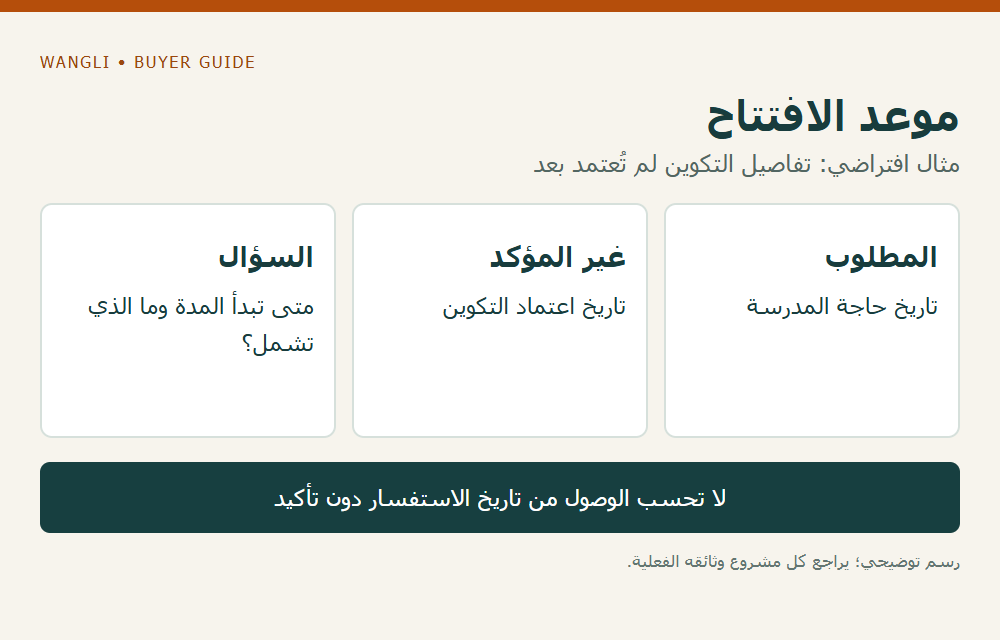 WANGLI • BUYER GUIDE
موعد الافتتاح
مثال افتراضي: تفاصيل التكوين لم تُعتمد بعد
المطلوب
تاريخ حاجة المدرسة
غير المؤكد
تاريخ اعتماد التكوين
السؤال
متى تبدأ المدة وما الذي
تشمل؟
لا تحسب الوصول من تاريخ الاستفسار دون تأكيد
رسم توضيحي؛ يراجع كل مشروع وثائقه الفعلية.